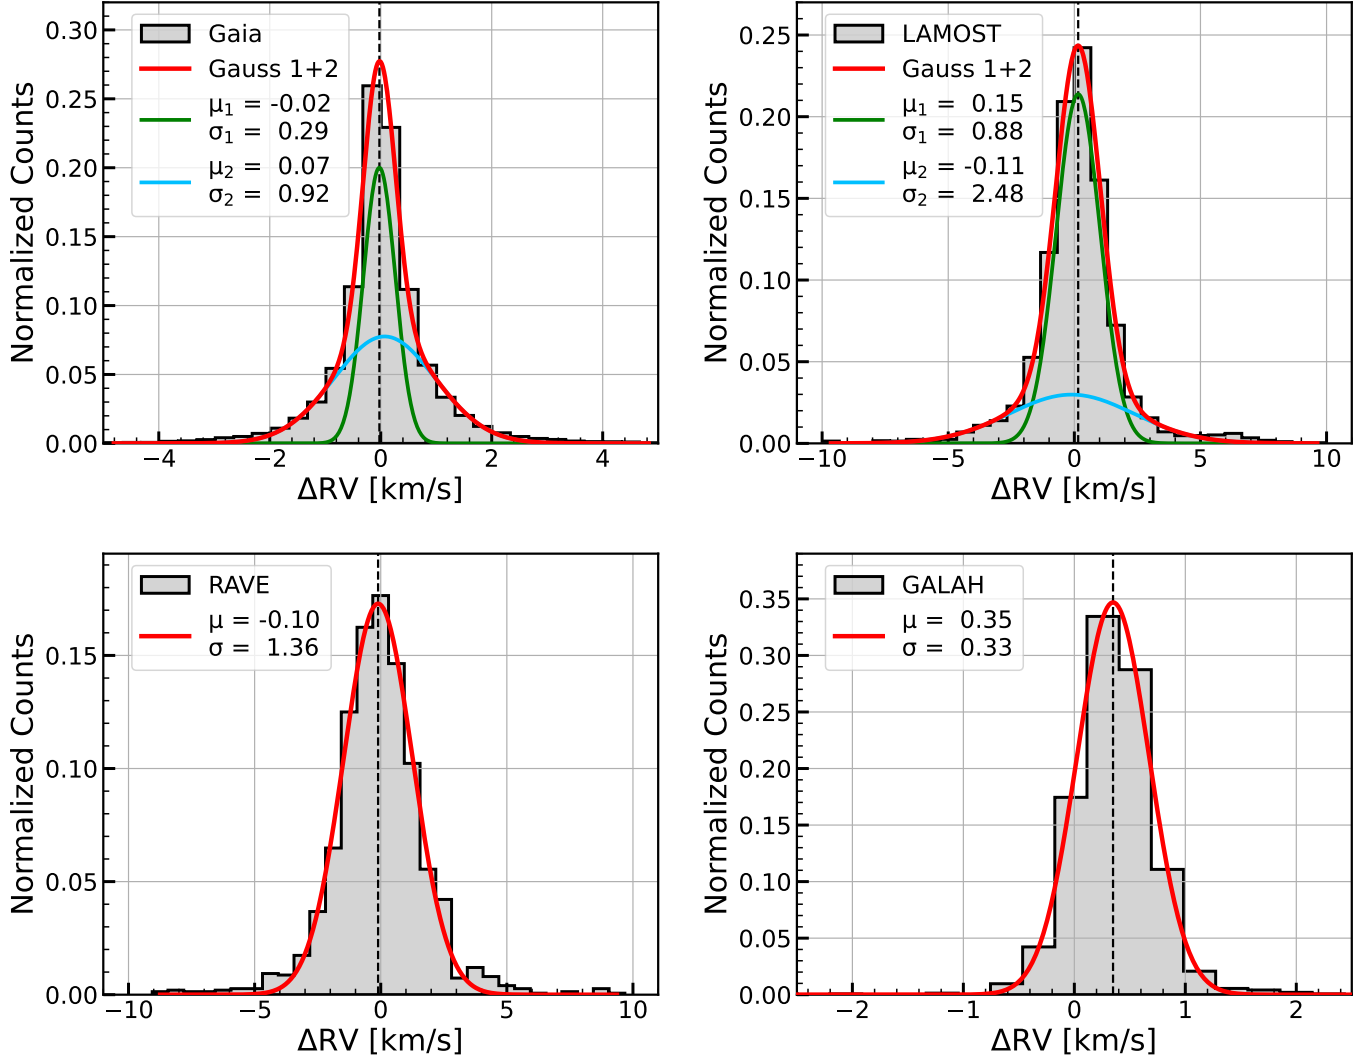 Gaia
Gauss 1+2
μ₁ = -0.02
σ₁ = 0.29
μ₂ = 0.07
σ₂ = 0.92
0.30
0.25
0.20
0.15
0.10
0.05
0.00
Normalized Counts
−4 −2 0 2 4
ΔRV [km/s]
LAMOST
Gauss 1+2
μ₁ = 0.15
σ₁ = 0.88
μ₂ = -0.11
σ₂ = 2.48
0.25
0.20
0.15
0.10
0.05
0.00
Normalized Counts
−10 −5 0 5 10
ΔRV [km/s]
RAVE
μ = -0.10
σ = 1.36
0.15
0.10
0.05
0.00
Normalized Counts
−10 −5 0 5 10
ΔRV [km/s]
GALAH
μ = 0.35
σ = 0.33
0.35
0.30
0.25
0.20
0.15
0.10
0.05
0.00
Normalized Counts
−2 −1 0 1 2
ΔRV [km/s]